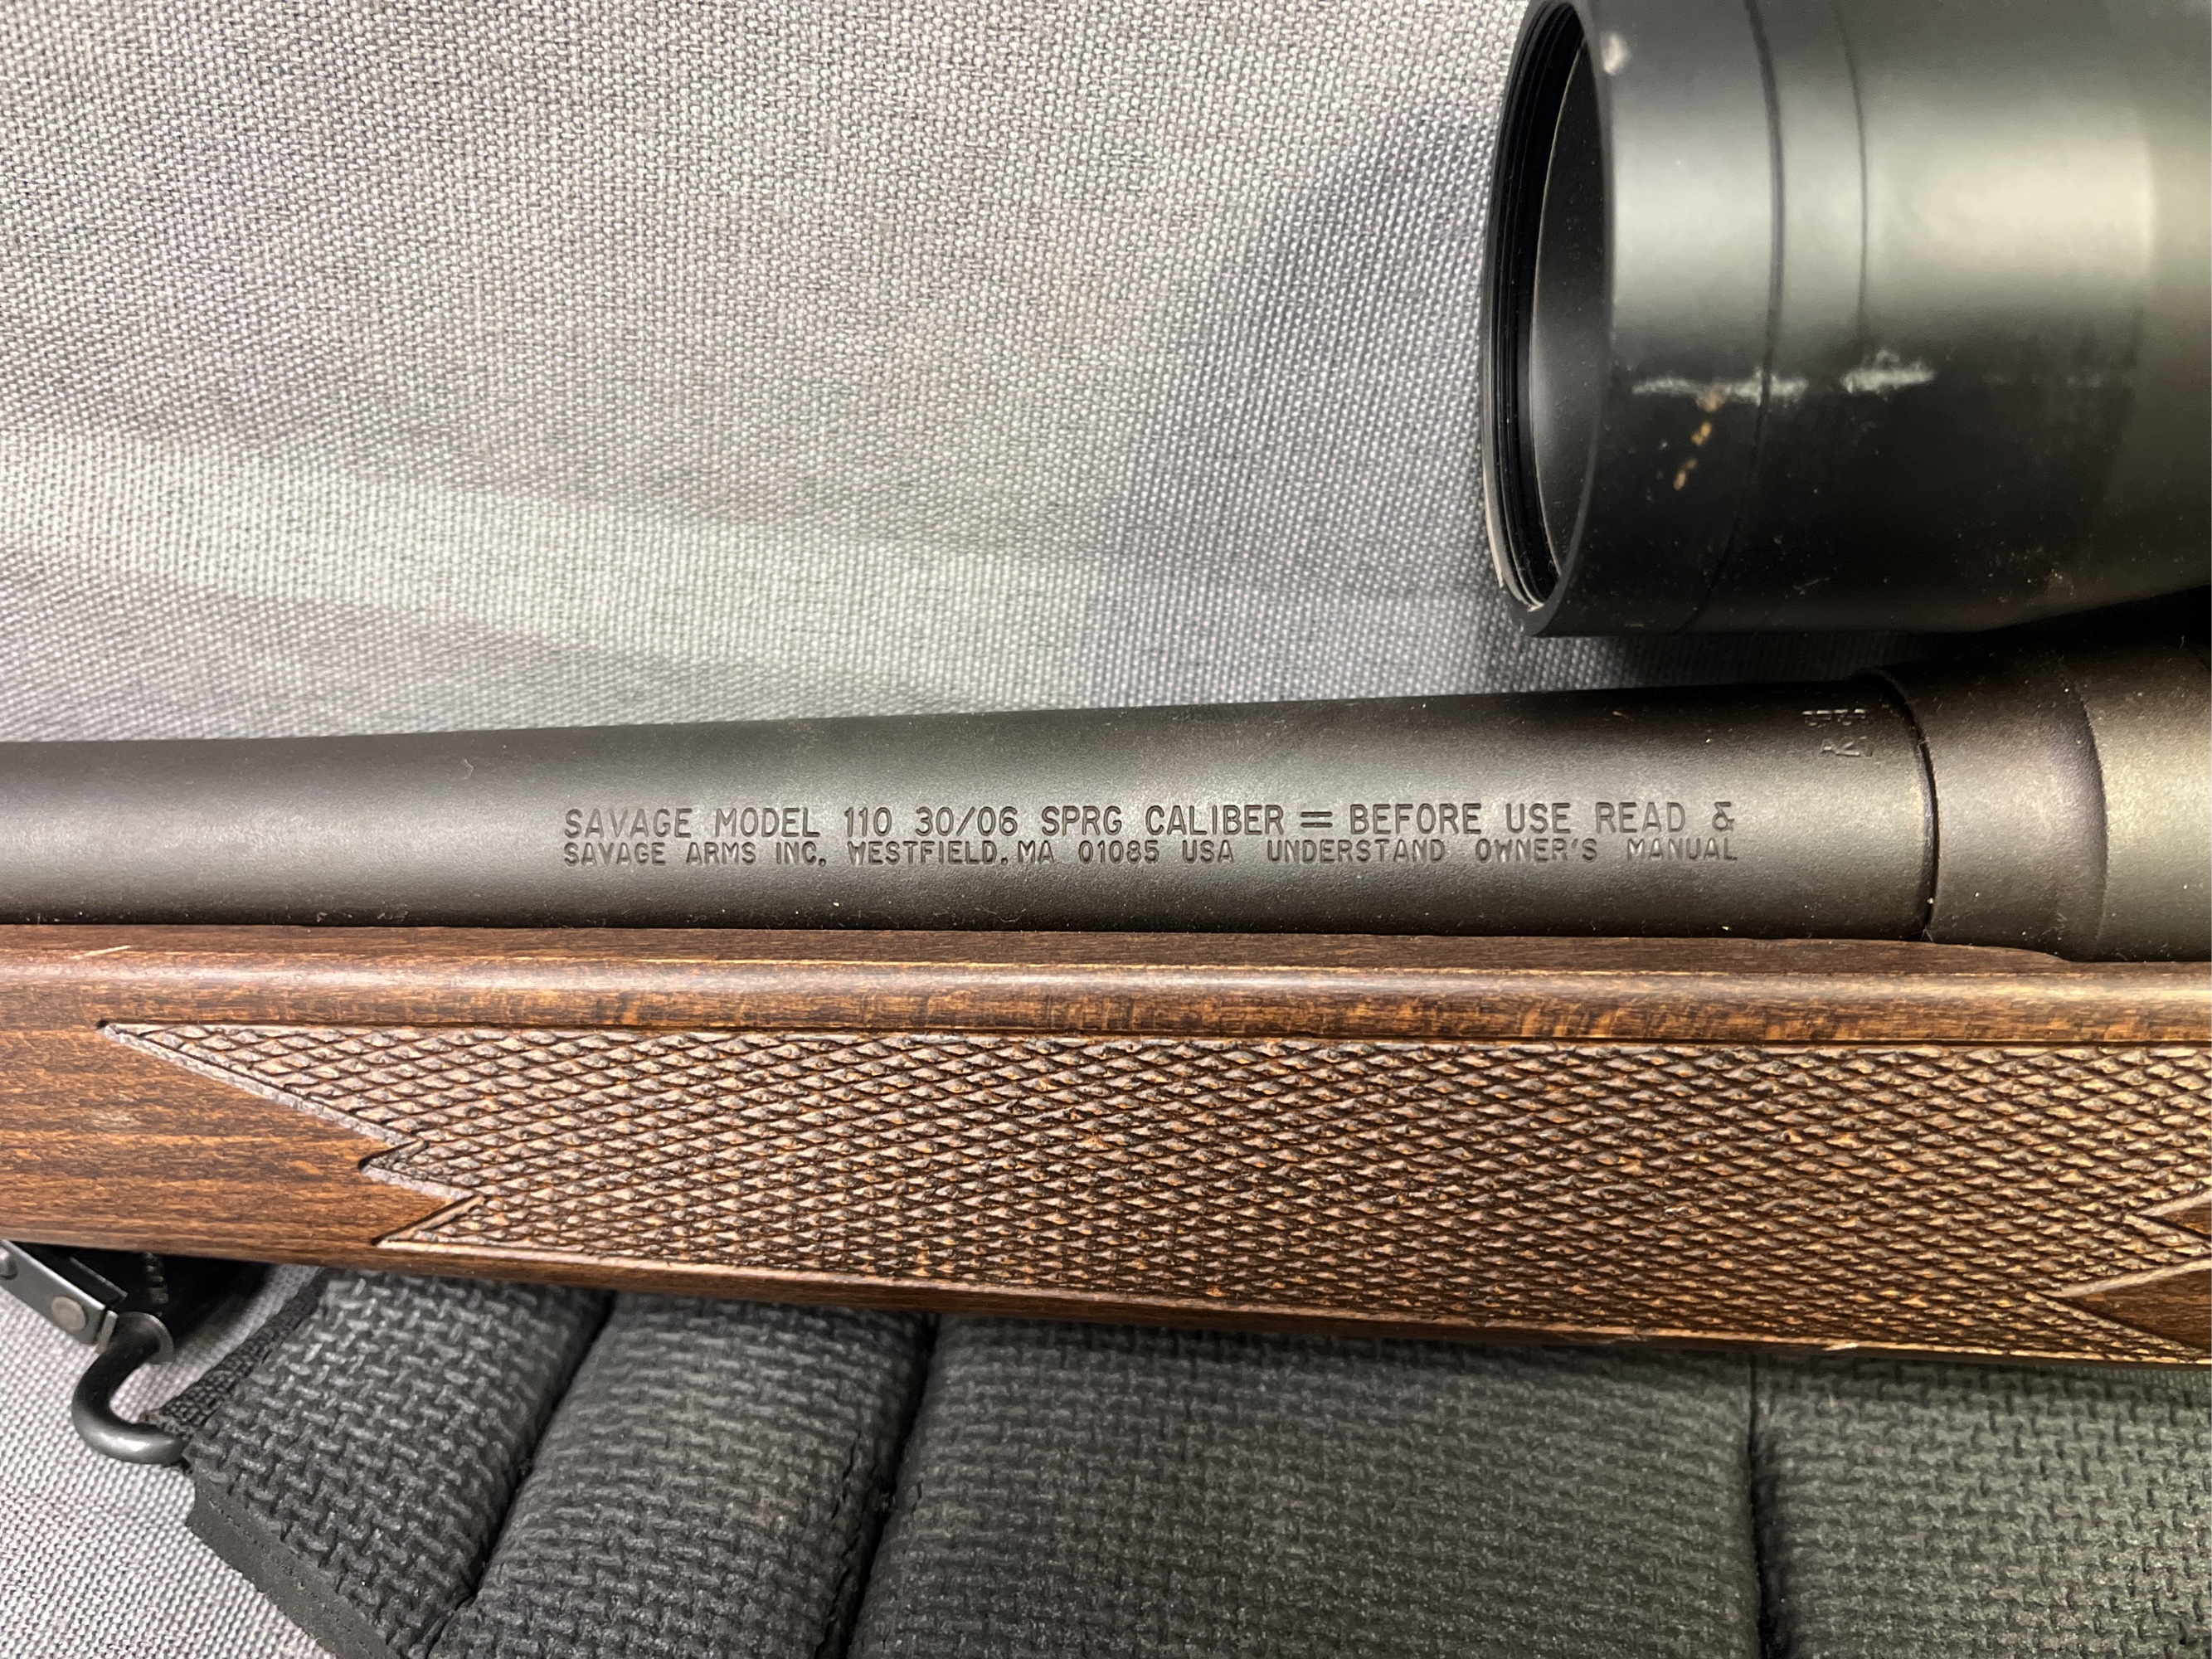 SAVAGE MODEL 110 30/06 SPRG CALIBER = BEFORE USE READ &
SAVAGE ARMS INC. WESTFIELD, MA 01085 USA UNDERSTAND OWNER'S MANUAL